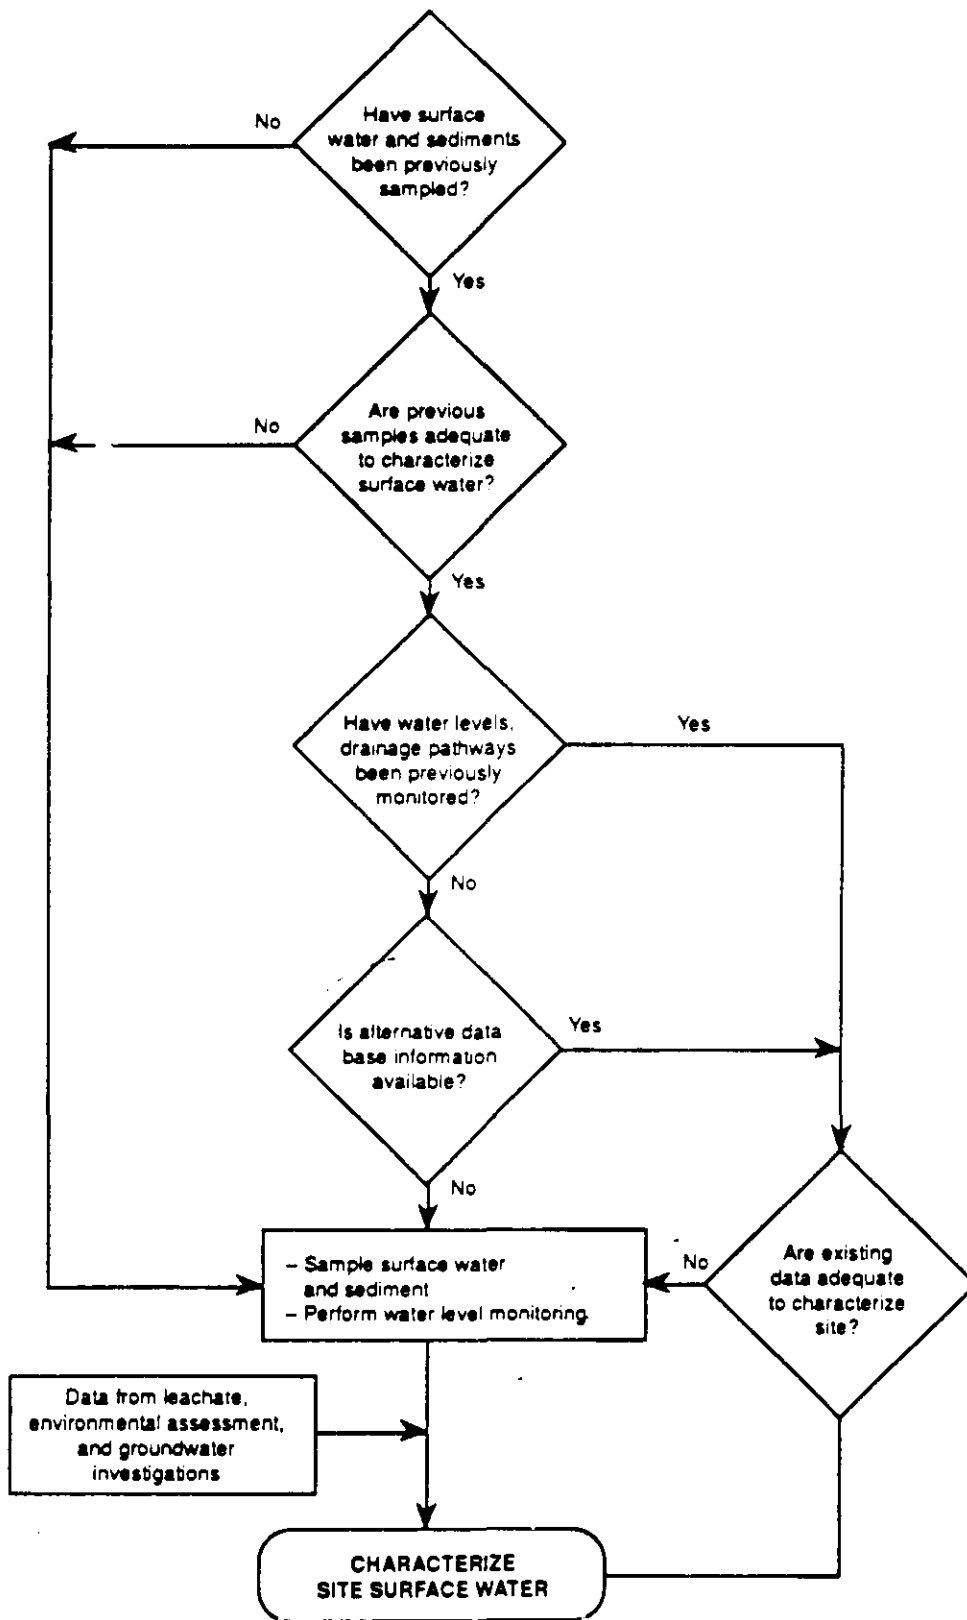 Have surface
water and sediments
been previously
sampled?
No
Yes
Are previous
samples adequate
to characterize
surface water?
No
Yes
Have water levels,
drainage pathways
been previously
monitored?
Yes
No
Is alternative data
base information
available?
Yes
No
– Sample surface water
and sediment
– Perform water level monitoring.
No
Are existing
data adequate
to characterize
site?
Data from leachate,
environmental assessment,
and groundwater
investigations
CHARACTERIZE
SITE SURFACE WATER